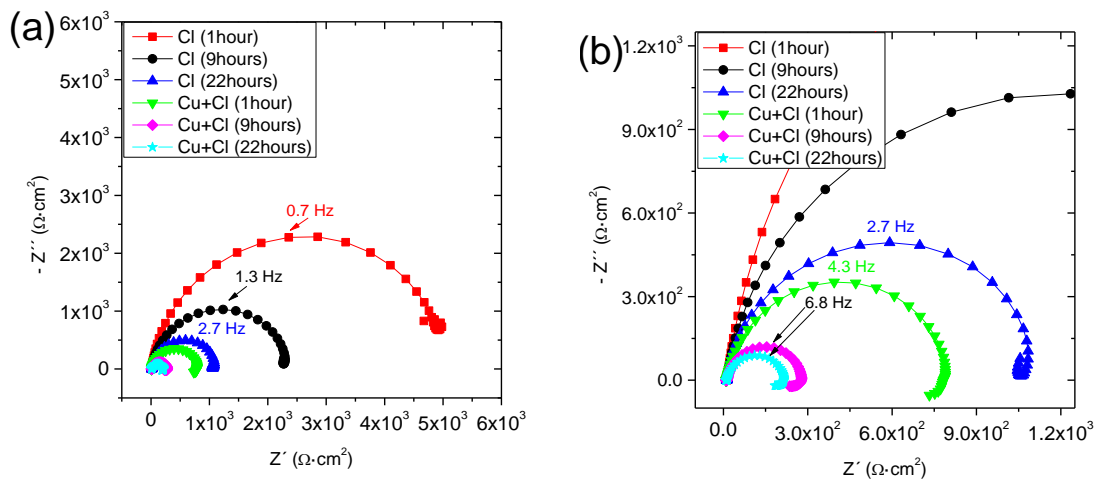 (a)
Cl (1hour)
Cl (9hours)
Cl (22hours)
Cu+Cl (1hour)
Cu+Cl (9hours)
Cu+Cl (22hours)
6x10³
5x10³
4x10³
3x10³
2x10³
1x10³
0
- Z´´ (Ω·cm²)
0.7 Hz
1.3 Hz
2.7 Hz
0 1x10³ 2x10³ 3x10³ 4x10³ 5x10³ 6x10³
Z´ (Ω·cm²)
(b)
Cl (1hour)
Cl (9hours)
Cl (22hours)
Cu+Cl (1hour)
Cu+Cl (9hours)
Cu+Cl (22hours)
1.2x10³
9.0x10²
6.0x10²
3.0x10²
0.0
- Z´´ (Ω·cm²)
2.7 Hz
4.3 Hz
6.8 Hz
0.0 3.0x10² 6.0x10² 9.0x10² 1.2x10³
Z´ (Ω·cm²)